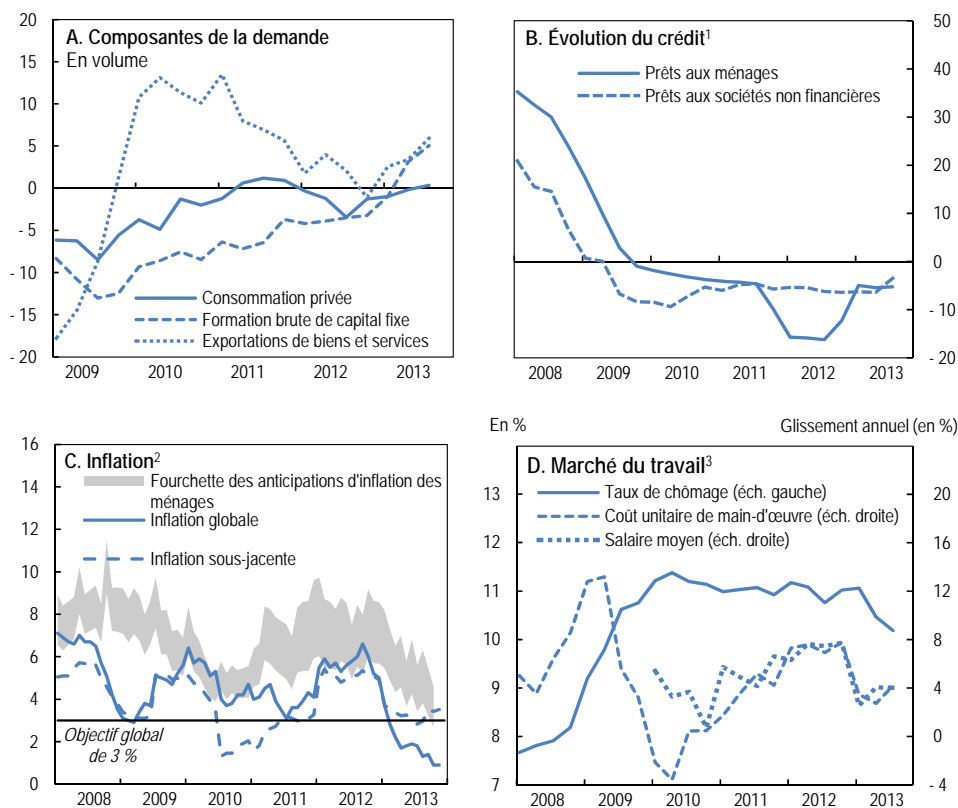 A. Composantes de la demande
En volume
20
15
10
5
0
- 5
- 10
- 15
- 20
Consommation privée
Formation brute de capital fixe
Exportations de biens et services
2009 2010 2011 2012 2013
B. Évolution du crédit¹
Prêts aux ménages
Prêts aux sociétés non financières
50
40
30
20
10
0
- 10
- 20
2008 2009 2010 2011 2012 2013
C. Inflation²
Fourchette des anticipations d'inflation des
ménages
Inflation globale
Inflation sous-jacente
16
14
12
10
8
6
4
2
0
Objectif global
de 3 %
2008 2009 2010 2011 2012 2013
En %
Glissement annuel (en %)
D. Marché du travail³
Taux de chômage (éch. gauche)
Coût unitaire de main-d'œuvre (éch. droite)
Salaire moyen (éch. droite)
13
12
11
10
9
8
7
20
16
12
8
4
0
- 4
2008 2009 2010 2011 2012 2013